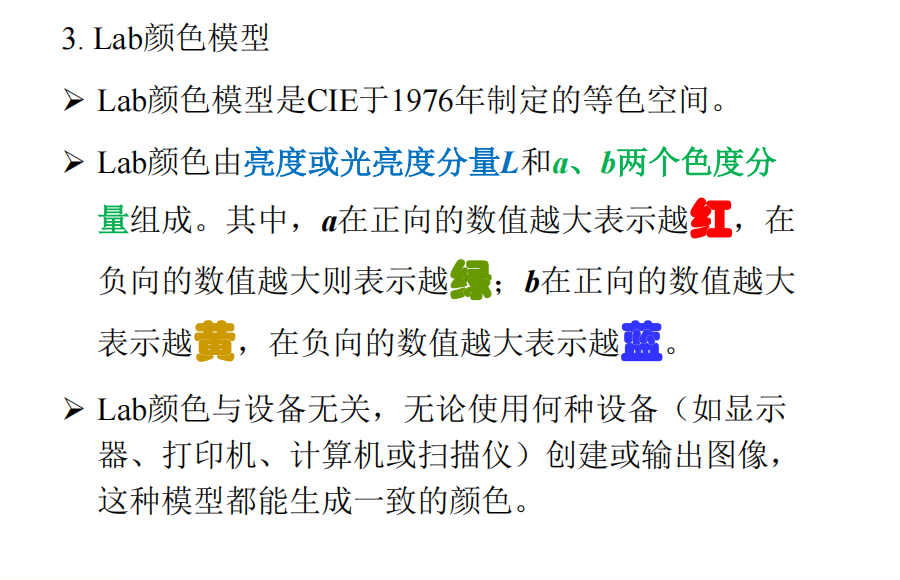 3. Lab颜色模型
➢ Lab颜色模型是CIE于1976年制定的等色空间。
➢ Lab颜色由亮度或光亮度分量L和a、b两个色度分
量组成。其中，a在正向的数值越大表示越红，在
负向的数值越大则表示越绿；b在正向的数值越大
表示越黄，在负向的数值越大表示越蓝。
➢ Lab颜色与设备无关，无论使用何种设备（如显示
器、打印机、计算机或扫描仪）创建或输出图像，
这种模型都能生成一致的颜色。